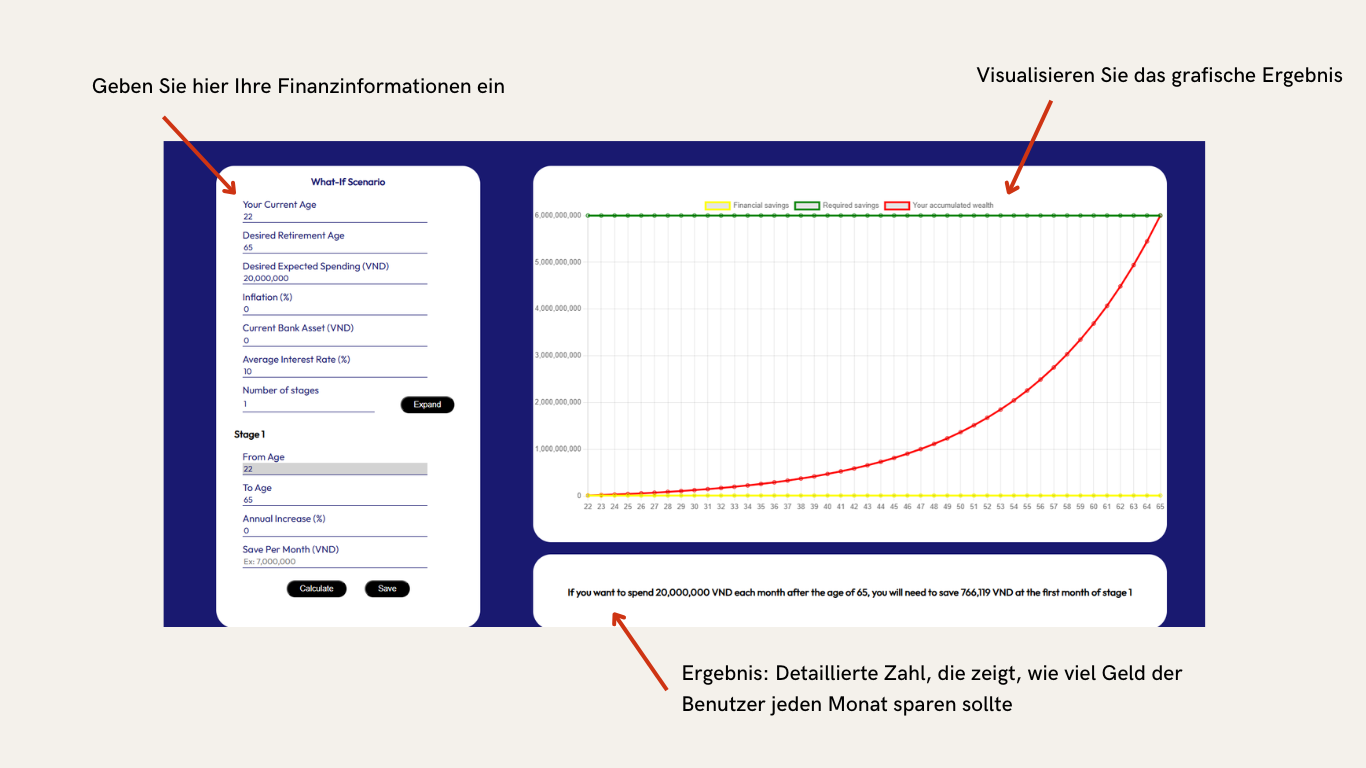 Geben Sie hier Ihre Finanzinformationen ein
Visualisieren Sie das grafische Ergebnis
What-If Scenario
Your Current Age
22
Desired Retirement Age
65
Desired Expected Spending (VND)
20,000,000
Inflation (%)
0
Current Bank Asset (VND)
0
Average Interest Rate (%)
10
Number of stages
1
Expand
Stage 1
From Age
22
To Age
65
Annual Increase (%)
0
Save Per Month (VND)
Ex: 7,000,000
Calculate Save
Financial savings Required savings Your accumulated wealth
6,000,000,000
5,000,000,000
4,000,000,000
3,000,000,000
2,000,000,000
1,000,000,000
0
22 23 24 25 26 27 28 29 30 31 32 33 34 35 36 37 38 39 40 41 42 43 44 45 46 47 48 49 50 51 52 53 54 55 56 57 58 59 60 61 62 63 64 65
If you want to spend 20,000,000 VND each month after the age of 65, you will need to save 766,119 VND at the first month of stage 1
Ergebnis: Detaillierte Zahl, die zeigt, wie viel Geld der
Benutzer jeden Monat sparen sollte